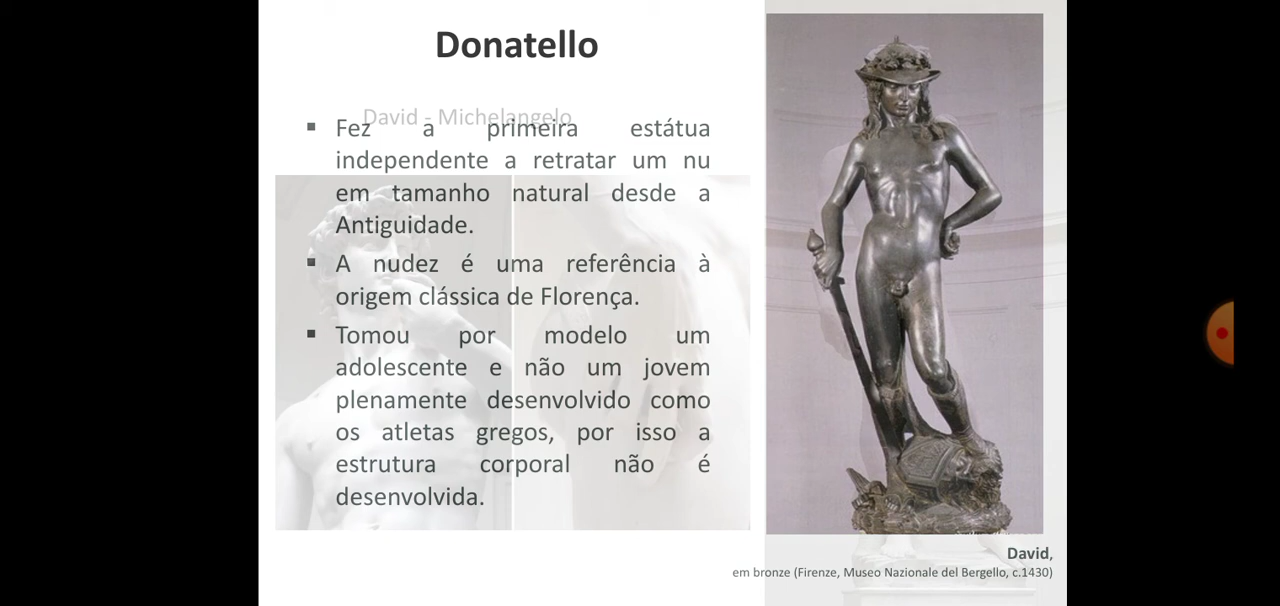 Donatello
David - Michelangelo
▪ Fez a primeira estátua
independente a retratar um nu
em tamanho natural desde a
Antiguidade.
▪ A nudez é uma referência à
origem clássica de Florença.
▪ Tomou por modelo um
adolescente e não um jovem
plenamente desenvolvido como
os atletas gregos, por isso a
estrutura corporal não é
desenvolvida.
David,
em bronze (Firenze, Museo Nazionale del Bergello, c.1430)